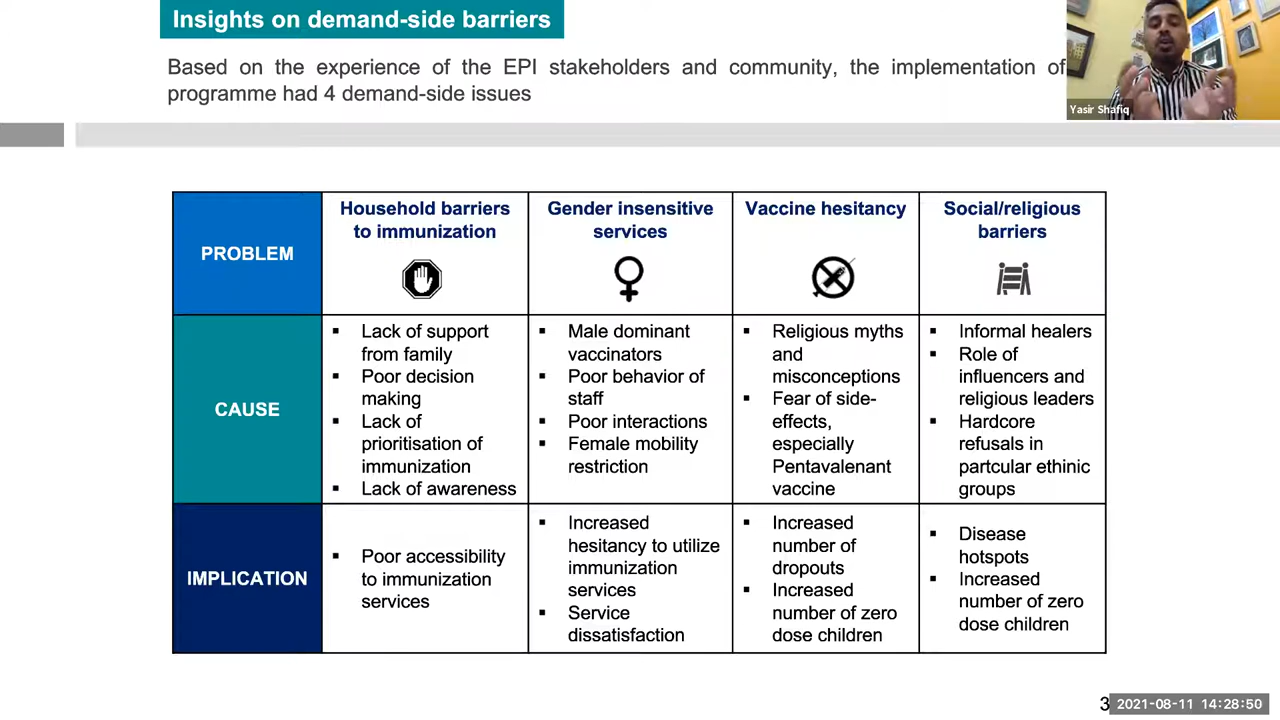 Insights on demand-side barriers
Based on the experience of the EPI stakeholders and community, the implementation of
programme had 4 demand-side issues
Yasir Shafiq
PROBLEM
Household barriers
to immunization
Gender insensitive
services
Vaccine hesitancy
Social/religious
barriers
CAUSE
▪ Lack of support
from family
▪ Poor decision
making
▪ Lack of
prioritisation of
immunization
▪ Lack of awareness
▪ Male dominant
vaccinators
▪ Poor behavior of
staff
▪ Poor interactions
▪ Female mobility
restriction
▪ Religious myths
and
misconceptions
▪ Fear of side-
effects,
especially
Pentavalenant
vaccine
▪ Informal healers
▪ Role of
influencers and
religious leaders
▪ Hardcore
refusals in
partcular ethinic
groups
IMPLICATION
▪ Poor accessibility
to immunization
services
▪ Increased
hesitancy to utilize
immunization
services
▪ Service
dissatisfaction
▪ Increased
number of
dropouts
▪ Increased
number of zero
dose children
▪ Disease
hotspots
▪ Increased
number of zero
dose children
3
2021-08-11 14:28:50